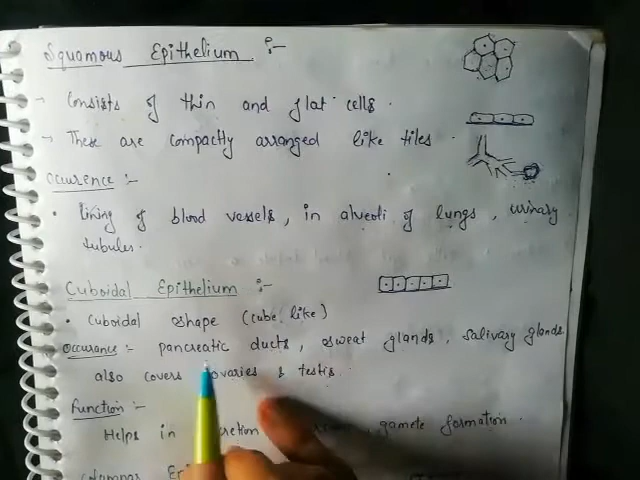 Squamous Epithelium :-
→ Consists of thin and flat cells.
→ These are compactly arranged like tiles.
Occurence :-
• lining of blood vessels, in alveoli of lungs, urinary
tubules.
Cuboidal Epithelium :-
• Cuboidal shape (cube like)
• Occurance :- pancreatic ducts, sweat glands, salivary glands
also covers ovaries & testis.
Function :-
Helps in , gamete formation.